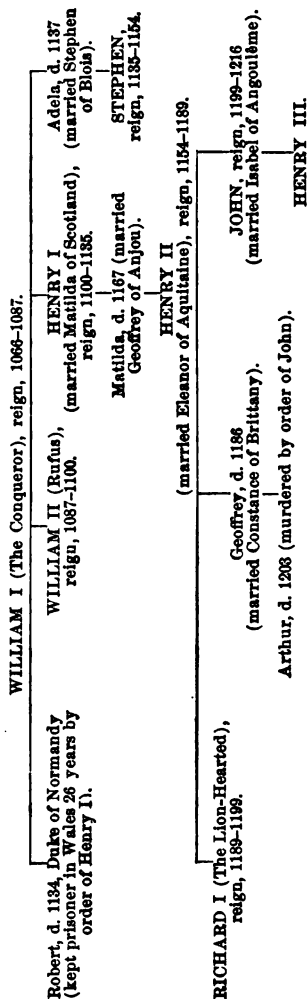 WILLIAM I (The Conqueror), reign, 1066–1087.
Robert, d. 1134, Duke of Normandy
(kept prisoner in Wales 26 years by
order of Henry I).
WILLIAM II (Rufus),
reign, 1087–1100.
HENRY I
(married Matilda of Scotland),
reign, 1100–1135.
Adela, d. 1137
(married Stephen
of Blois).
Matilda, d. 1167 (married
Geoffrey of Anjou).
STEPHEN,
reign, 1135–1154.
HENRY II
(married Eleanor of Aquitaine), reign, 1154–1189.
RICHARD I (The Lion-Hearted),
reign, 1189–1199.
Geoffrey, d. 1186
(married Constance of Brittany).
JOHN, reign, 1199–1216
(married Isabel of Angoulême).
Arthur, d. 1203 (murdered by order of John).
HENRY III.